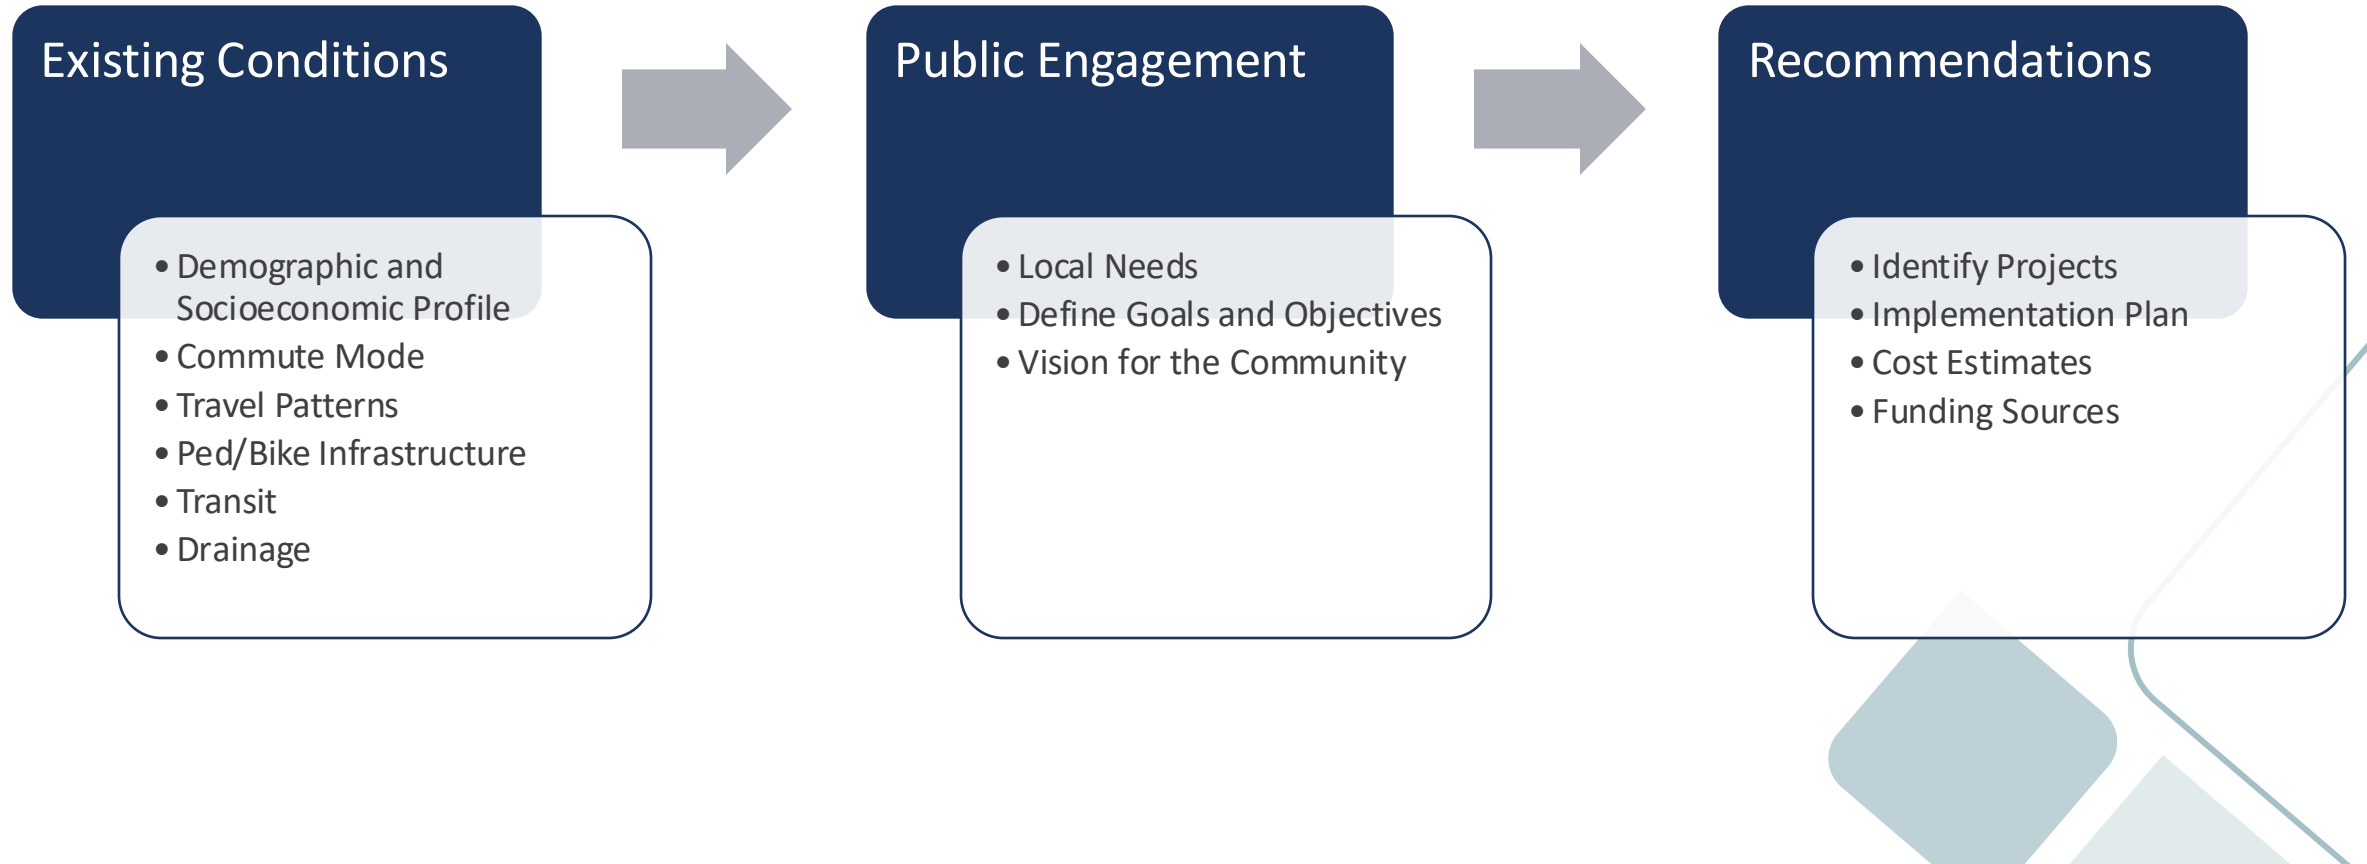 Existing Conditions
• Demographic and
Socioeconomic Profile
• Commute Mode
• Travel Patterns
• Ped/Bike Infrastructure
• Transit
• Drainage
Public Engagement
• Local Needs
• Define Goals and Objectives
• Vision for the Community
Recommendations
• Identify Projects
• Implementation Plan
• Cost Estimates
• Funding Sources